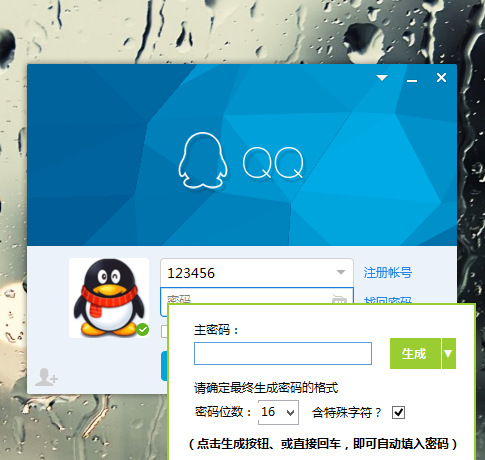 QQ
123456
注册帐号
密码
找回密码
主密码：
生成
请确定最终生成密码的格式
密码位数： 16 含特殊字符？
（点击生成按钮、或直接回车，即可自动填入密码）